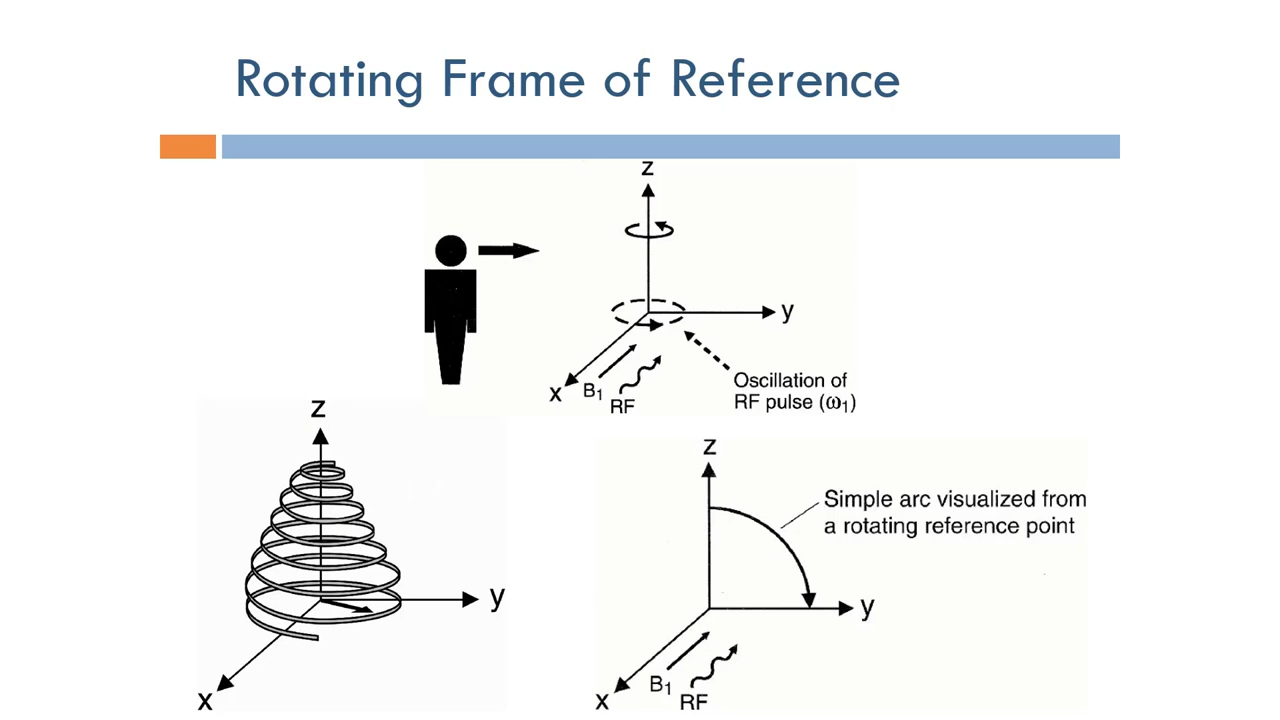 Rotating Frame of Reference
z
y
x
B₁
RF
Oscillation of
RF pulse (ω₁)
z
y
x
z
Simple arc visualized from
a rotating reference point
y
x
B₁
RF